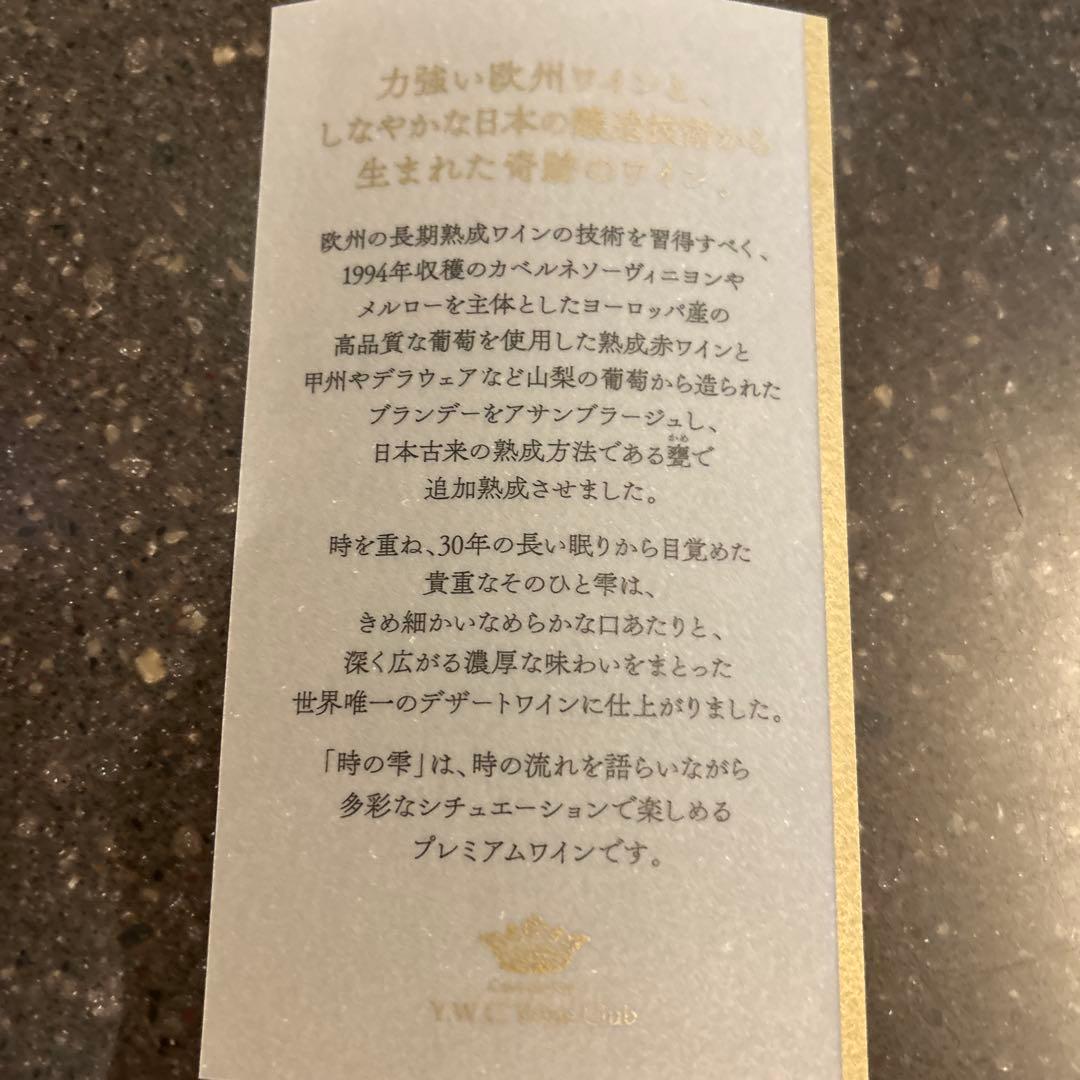 力強い欧州ワインと、
しなやかな日本の醸造技術から
生まれた奇跡のワイン。
欧州の長期熟成ワインの技術を習得すべく、
1994年収穫のカベルネソーヴィニヨンや
メルローを主体としたヨーロッパ産の
高品質な葡萄を使用した熟成赤ワインと
甲州やデラウェアなど山梨の葡萄から造られた
ブランデーをアサンブラージュし、
かめ
日本古来の熟成方法である甕で
追加熟成させました。
時を重ね、30年の長い眠りから目覚めた
貴重なそのひと雫は、
きめ細かいなめらかな口あたりと、
深く広がる濃厚な味わいをまとった
世界唯一のデザートワインに仕上がりました。
「時の雫」は、時の流れを語らいながら
多彩なシチュエーションで楽しめる
プレミアムワインです。
Y.W.C. Club